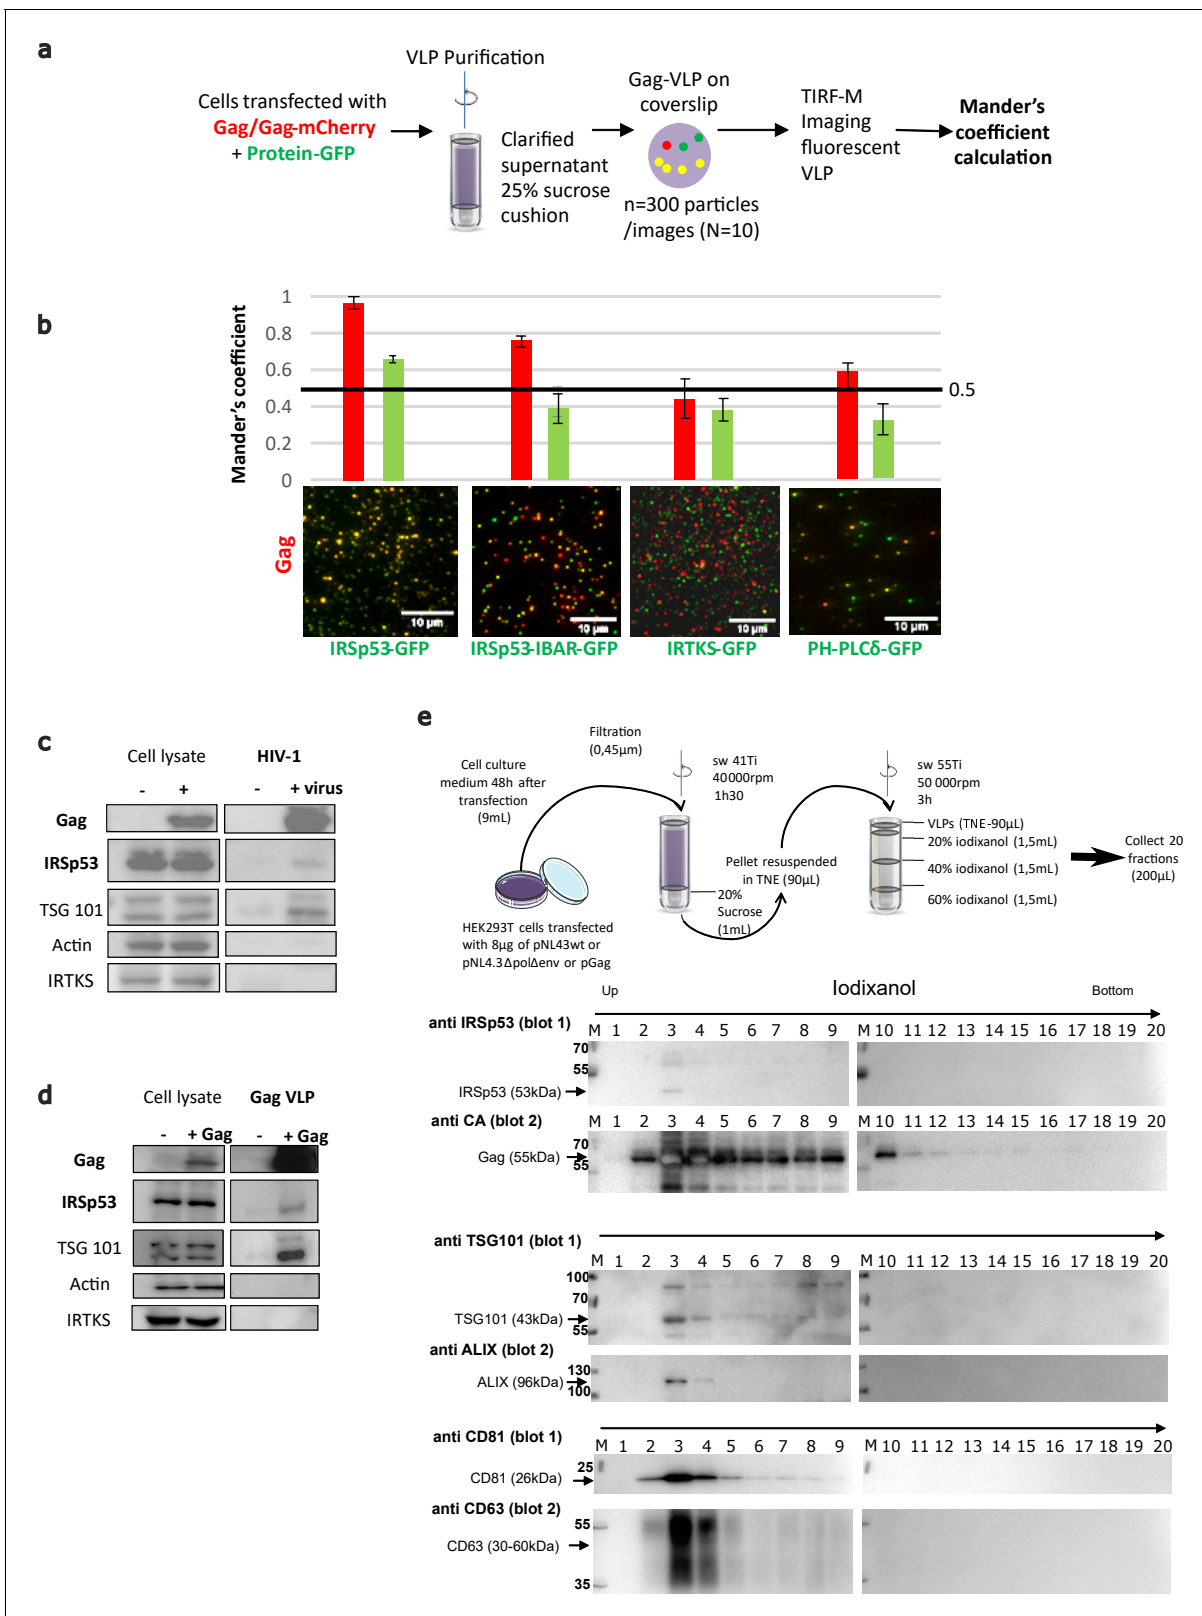 a
VLP Purification
Cells transfected with
Gag/Gag-mCherry
+ Protein-GFP
Clarified
supernatant
25% sucrose
cushion
Gag-VLP on
coverslip
n=300 particles
/images (N=10)
TIRF-M
Imaging
fluorescent
VLP
Mander's
coefficient
calculation
b
Mander's coefficient
1
0.8
0.6
0.4
0.2
0
0.5
Gag
10 µm
10 µm
10 µm
10 µm
IRSp53-GFP
IRSp53-IBAR-GFP
IRTKS-GFP
PH-PLCδ-GFP
c
Cell lysate
HIV-1
- + - + virus
Gag
IRSp53
TSG 101
Actin
IRTKS
d
Cell lysate
Gag VLP
- + Gag - + Gag
Gag
IRSp53
TSG 101
Actin
IRTKS
e
Filtration
(0,45µm)
Cell culture
medium 48h after
transfection
(9mL)
sw 41Ti
40000rpm
1h30
sw 55Ti
50 000rpm
3h
HEK293T cells transfected
with 8µg of pNL43wt or
pNL4.3ΔpolΔenv or pGag
20%
Sucrose
(1mL)
Pellet resuspended
in TNE (90µL)
VLPs (TNE-90µL)
20% iodixanol (1,5mL)
40% iodixanol (1,5mL)
60% iodixanol (1,5mL)
Collect 20
fractions
(200µL)
Up
Iodixanol
Bottom
anti IRSp53 (blot 1)
M 1 2 3 4 5 6 7 8 9 M 10 11 12 13 14 15 16 17 18 19 20
70
55
IRSp53 (53kDa)
anti CA (blot 2)
M 1 2 3 4 5 6 7 8 9 M 10 11 12 13 14 15 16 17 18 19 20
70
Gag (55kDa)
55
anti TSG101 (blot 1)
M 1 2 3 4 5 6 7 8 9 M 10 11 12 13 14 15 16 17 18 19 20
100
70
TSG101 (43kDa)
55
anti ALIX (blot 2)
130
ALIX (96kDa)
100
anti CD81 (blot 1)
M 1 2 3 4 5 6 7 8 9 M 10 11 12 13 14 15 16 17 18 19 20
25
CD81 (26kDa)
anti CD63 (blot 2)
55
CD63 (30-60kDa)
35